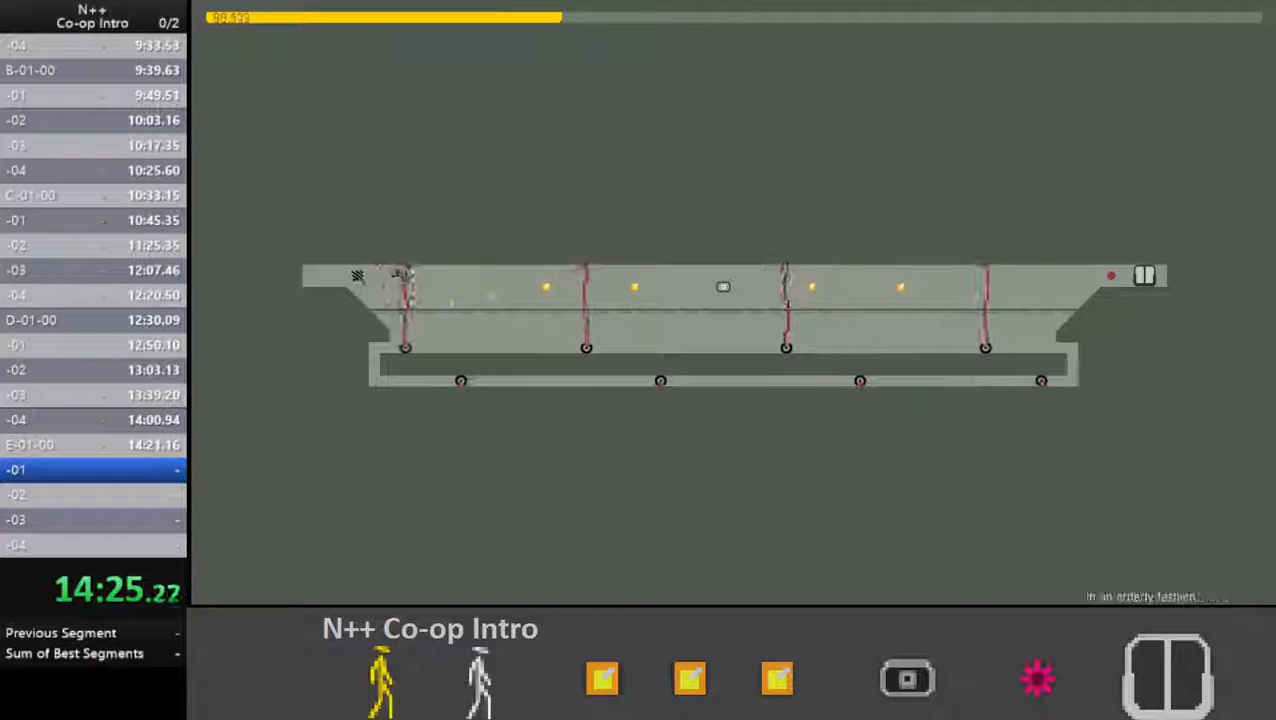 N++
Co-op Intro 0/2
-04 - 9:33.53
B-01-00 - 9:39.63
-01 - 9:49.51
-02 - 10:03.16
-03 - 10:17.35
-04 - 10:25.60
C-01-00 - 10:33.15
-01 - 10:45.35
-02 - 11:25.35
-03 - 12:07.46
-04 - 12:20.50
D-01-00 - 12:30.09
-01 - 12:50.10
-02 - 13:03.13
-03 - 13:39.20
-04 - 14:00.94
E-01-00 - 14:21.16
-01 -
-02 -
-03 -
-04 -
14:25.22
Previous Segment -
Sum of Best Segments -
in an orderly fashion
N++ Co-op Intro